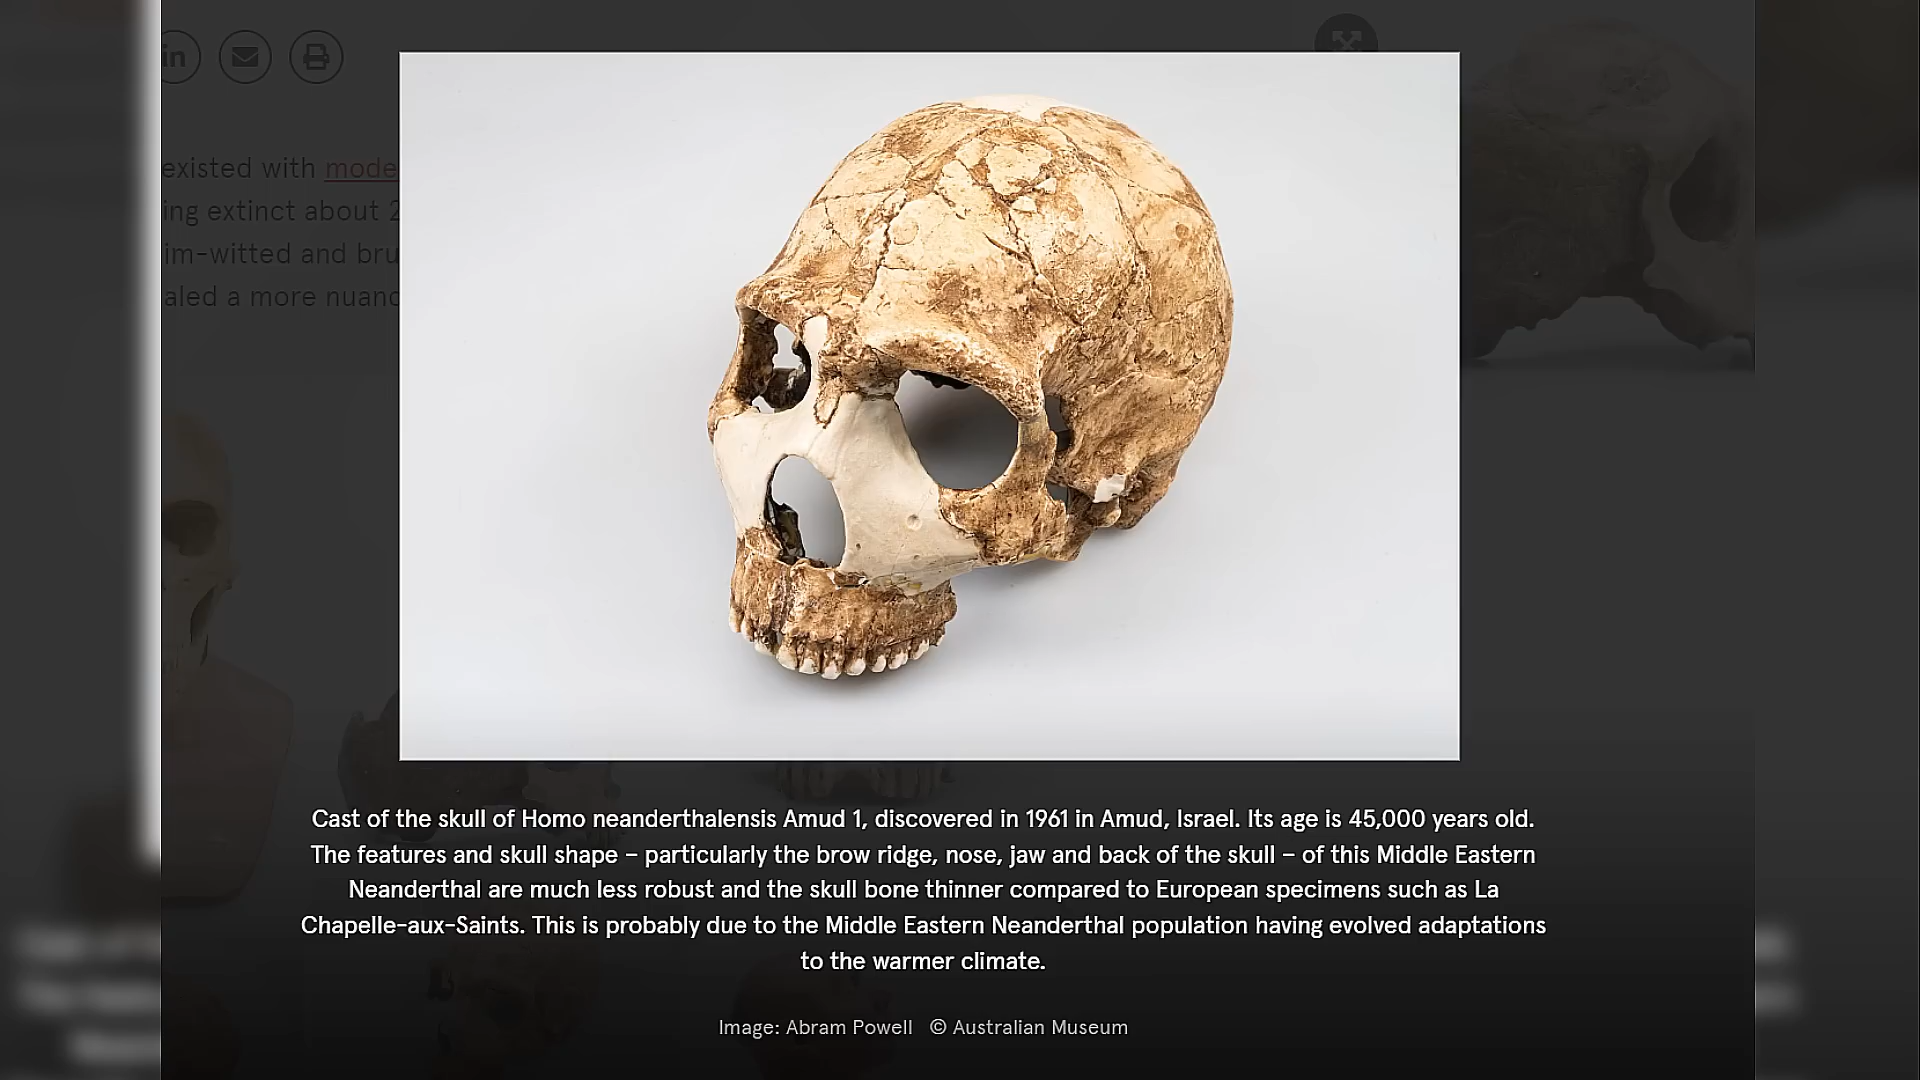 in
existed with mode
ing extinct about 2
im-witted and bru
aled a more nuanc
Cast of the skull of Homo neanderthalensis Amud 1, discovered in 1961 in Amud, Israel. Its age is 45,000 years old.
The features and skull shape – particularly the brow ridge, nose, jaw and back of the skull – of this Middle Eastern
Neanderthal are much less robust and the skull bone thinner compared to European specimens such as La
Chapelle-aux-Saints. This is probably due to the Middle Eastern Neanderthal population having evolved adaptations
to the warmer climate.
Image: Abram Powell © Australian Museum